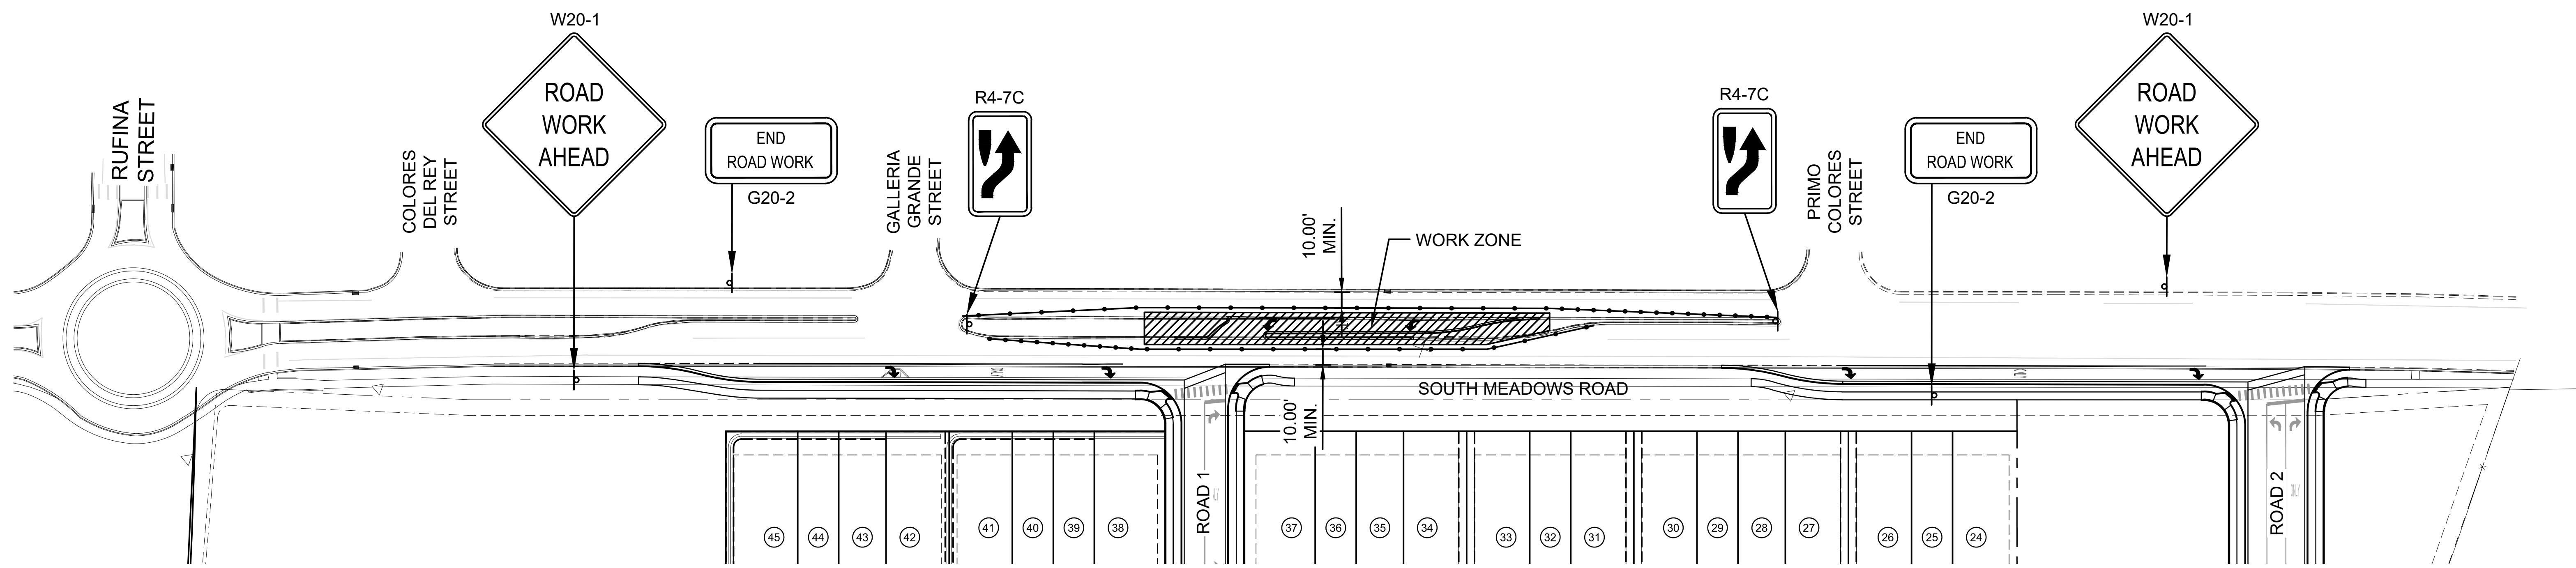 W20-1
ROAD
WORK
AHEAD
END
ROAD WORK
G20-2
R4-7C
R4-7C
END
ROAD WORK
G20-2
W20-1
ROAD
WORK
AHEAD
RUFINA
STREET
COLORES
DEL REY
STREET
GALLERIA
GRANDE
STREET
PRIMO
COLORES
STREET
10.00'
MIN.
WORK ZONE
SOUTH MEADOWS ROAD
10.00'
MIN.
ROAD 1
ROAD 2
45
44
43
42
41
40
39
38
37
36
35
34
33
32
31
30
29
28
27
26
25
24